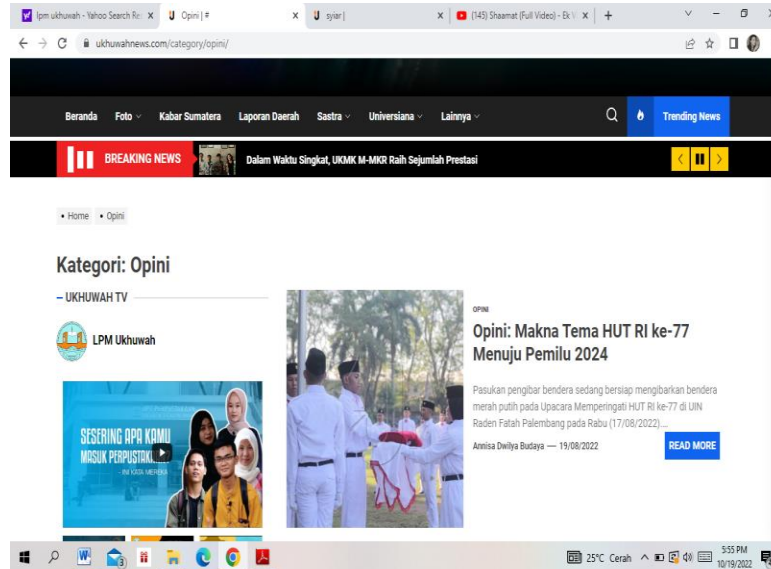 lpm ukhuwah - Yahoo Search Re
Opini | #
syiar |
(145) Shaamat (Full Video) - Ek V
ukhuwahnews.com/category/opini/
Beranda Foto Kabar Sumatera Laporan Daerah Sastra Universiana Lainnya Trending News
BREAKING NEWS Dalam Waktu Singkat, UKMK M-MKR Raih Sejumlah Prestasi
• Home • Opini
Kategori: Opini
– UKHUWAH TV
LPM Ukhuwah
SESERING APA KAMU
MASUK PERPUSTAKAAN
- INI KATA MEREKA
OPINI
Opini: Makna Tema HUT RI ke-77
Menuju Pemilu 2024
Pasukan pengibar bendera sedang bersiap mengibarkan bendera
merah putih pada Upacara Memperingati HUT RI ke-77 di UIN
Raden Fatah Palembang pada Rabu (17/08/2022)...
Annisa Dwilya Budaya — 19/08/2022
READ MORE
25°C Cerah
3:55 PM
10/19/2022